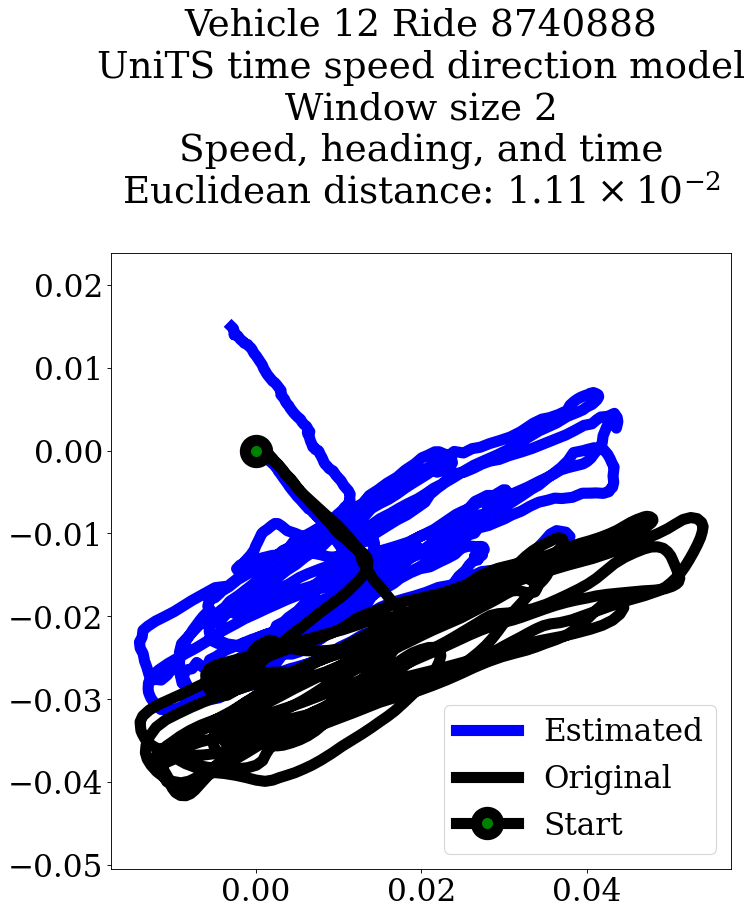 Vehicle 12 Ride 8740888
UniTS time speed direction model
Window size 2
Speed, heading, and time
Euclidean distance: 1.11 × 10⁻²
0.02
0.01
0.00
−0.01
−0.02
−0.03
−0.04
−0.05
0.00 0.02 0.04
Estimated
Original
Start